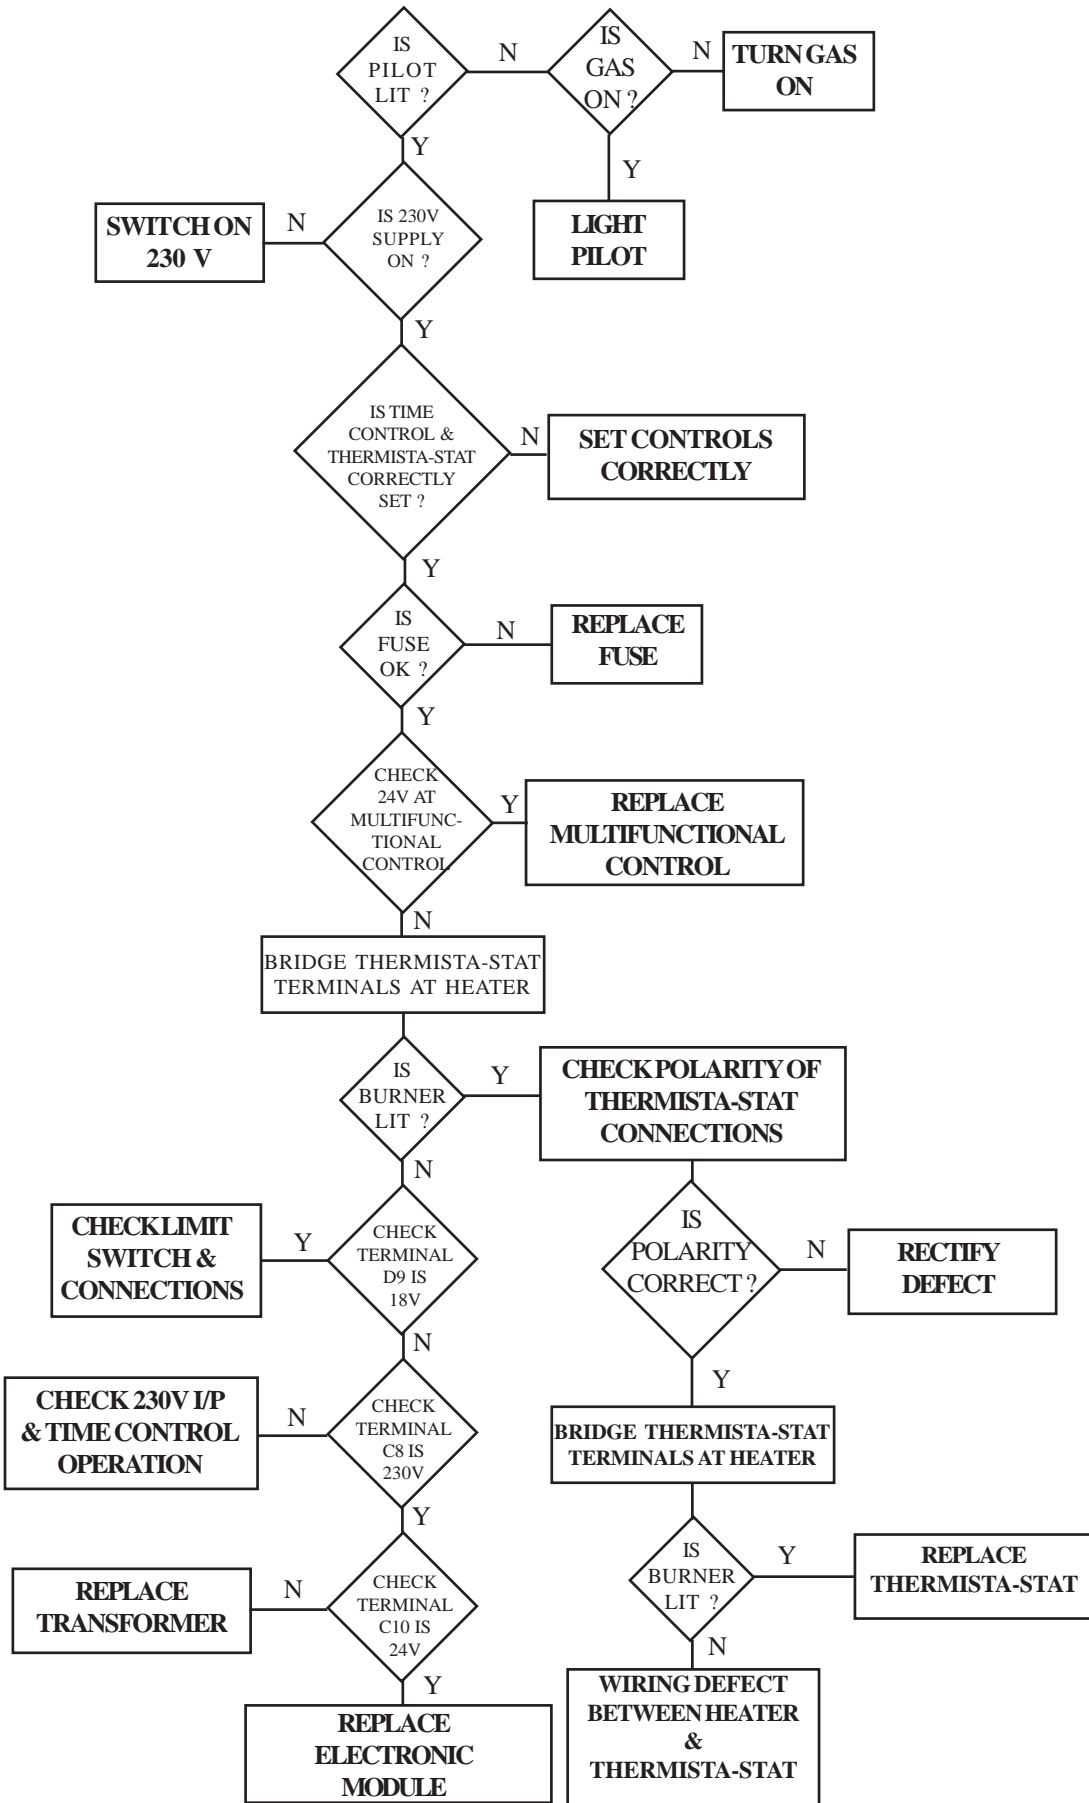 IS
PILOT
LIT ?
N
IS
GAS
ON ?
N
TURN GAS
ON
Y
Y
LIGHT
PILOT
SWITCH ON
230 V
N
IS 230V
SUPPLY
ON ?
Y
IS TIME
CONTROL &
THERMISTA-STAT
CORRECTLY
SET ?
N
SET CONTROLS
CORRECTLY
Y
IS
FUSE
OK ?
N
REPLACE
FUSE
Y
CHECK
24V AT
MULTIFUNC-
TIONAL
CONTROL
Y
REPLACE
MULTIFUNCTIONAL
CONTROL
N
BRIDGE THERMISTA-STAT
TERMINALS AT HEATER
IS
BURNER
LIT ?
Y
CHECK POLARITY OF
THERMISTA-STAT
CONNECTIONS
N
CHECK LIMIT
SWITCH &
CONNECTIONS
Y
CHECK
TERMINAL
D9 IS
18V
IS
POLARITY
CORRECT ?
N
RECTIFY
DEFECT
N
Y
CHECK 230V I/P
& TIME CONTROL
OPERATION
N
CHECK
TERMINAL
C8 IS
230V
BRIDGE THERMISTA-STAT
TERMINALS AT HEATER
Y
REPLACE
TRANSFORMER
N
CHECK
TERMINAL
C10 IS
24V
IS
BURNER
LIT ?
Y
REPLACE
THERMISTA-STAT
Y
N
REPLACE
ELECTRONIC
MODULE
WIRING DEFECT
BETWEEN HEATER
&
THERMISTA-STAT